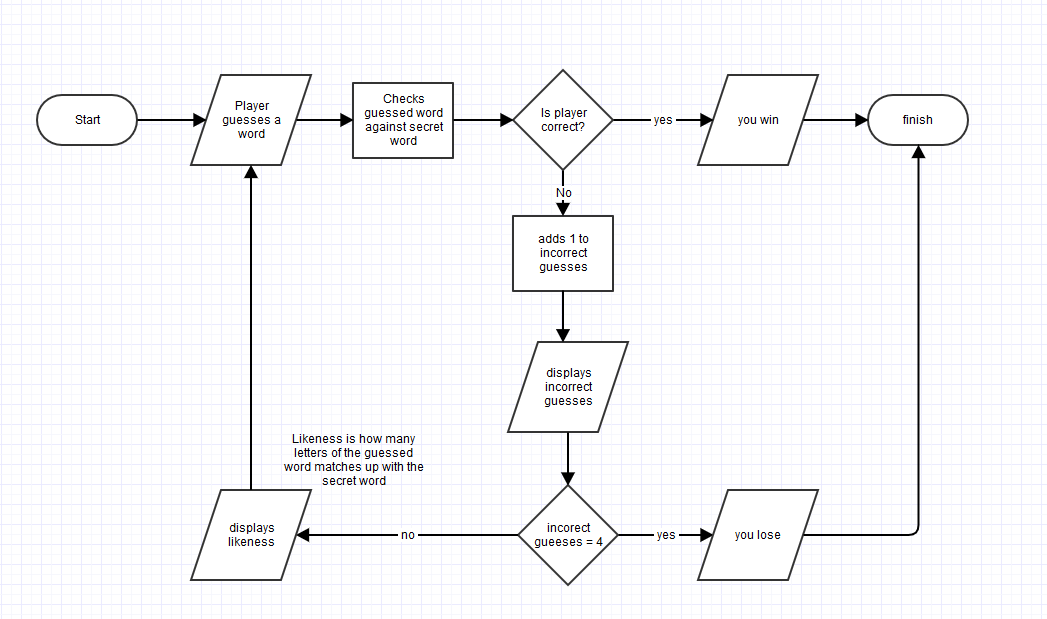 Start
Player
guesses a
word
Checks
guessed word
against secret
word
Is player
correct?
yes
you win
finish
No
adds 1 to
incorrect
guesses
displays
incorrect
guesses
Likeness is how many
letters of the guessed
word matches up with the
secret word
displays
likeness
no
incorect
gueeses = 4
yes
you lose